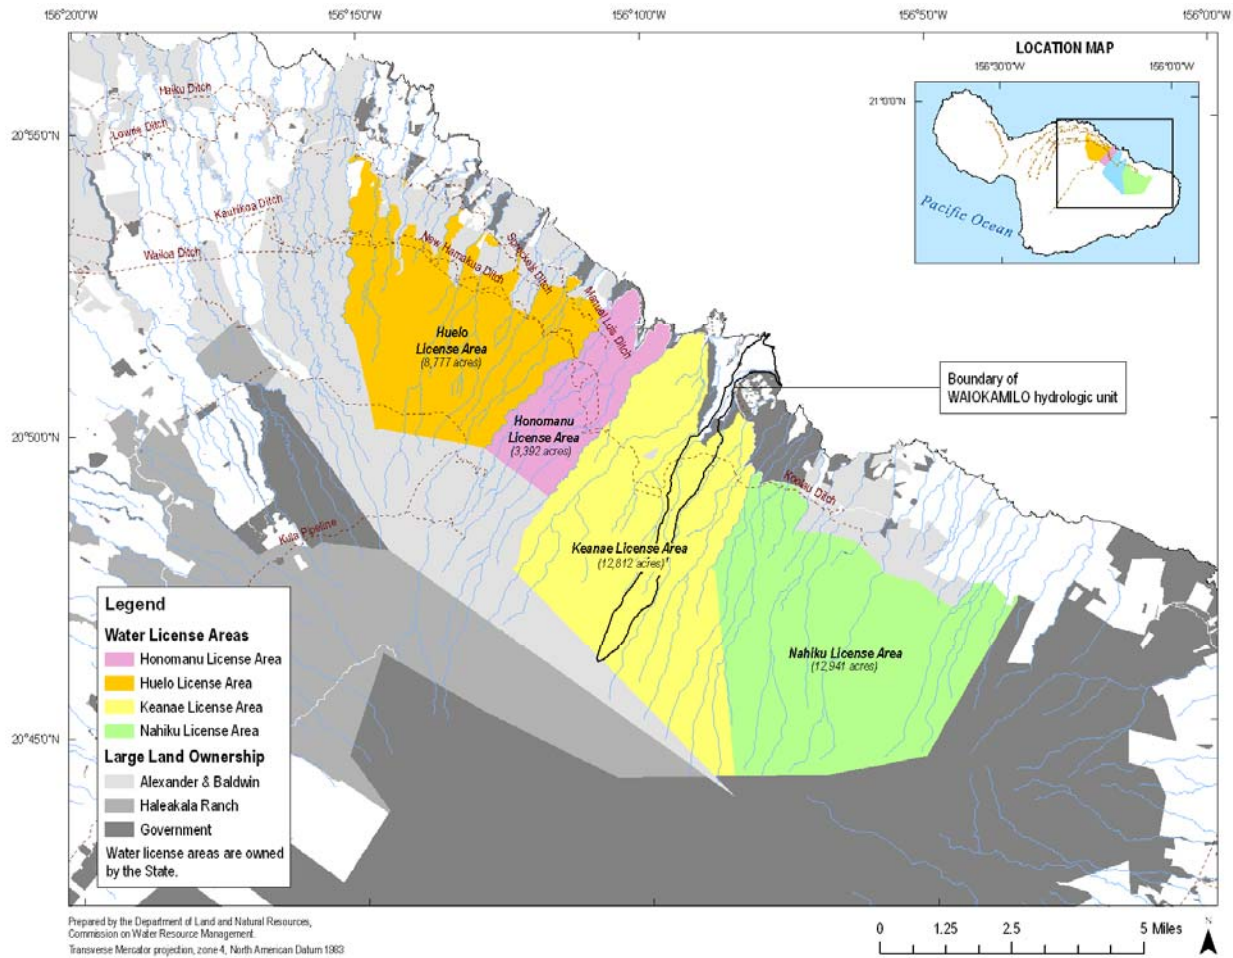 156°20'0"W
156°15'0"W
156°10'0"W
156°5'0"W
156°0'0"W
LOCATION MAP
156°30'0"W
156°0'0"W
21°0'0"N
Pacific Ocean
Haiku Ditch
Lowrie Ditch
20°55'0"N
Kauhikoa Ditch
Wailoa Ditch
New Hamakua Ditch
Spreckels Ditch
Manuel Luis Ditch
Huelo
License Area
(8,777 acres)
Boundary of
WAIOKAMILO hydrologic unit
Honomanu
License Area
(3,392 acres)
20°50'0"N
Koolau Ditch
Kula Pipeline
Keanae License Area
(12,812 acres)
Nahiku License Area
(12,941 acres)
20°45'0"N
Legend
Water License Areas
Honomanu License Area
Huelo License Area
Keanae License Area
Nahiku License Area
Large Land Ownership
Alexander & Baldwin
Haleakala Ranch
Government
Water license areas are owned
by the State.
Prepared by the Department of Land and Natural Resources,
Commission on Water Resource Management.
Transverse Mercator projection, zone 4, North American Datum 1983
0 1.25 2.5 5 Miles
N